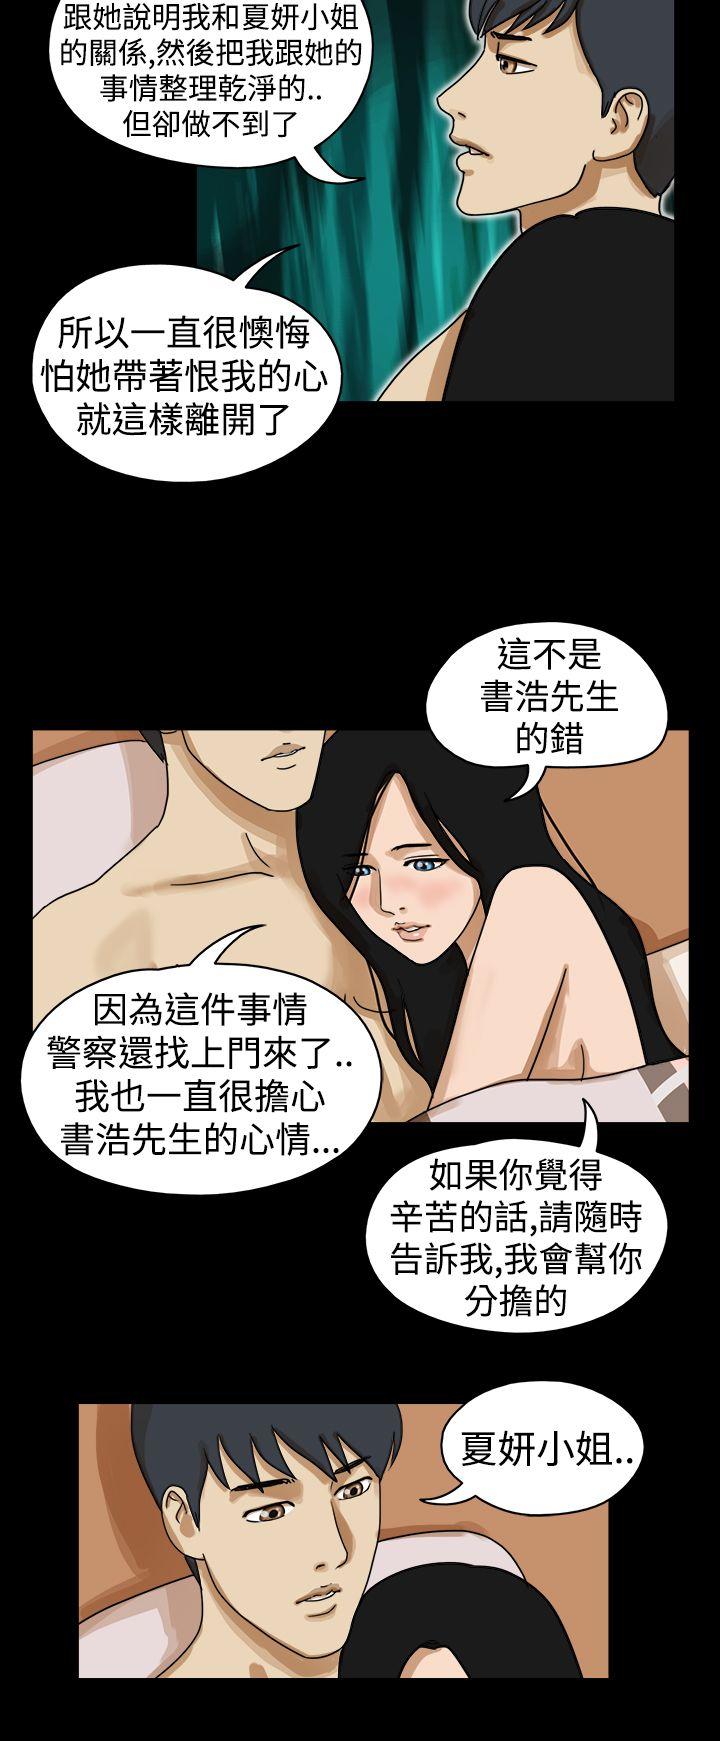 跟她說明我和夏妍小姐
的關係,然後把我跟她的
事情整理乾淨的..
但卻做不到了
所以一直很懊悔
怕她帶著恨我的心
就這樣離開了
這不是
書浩先生
的錯
因為這件事情
警察還找上門來了..
我也一直很擔心
書浩先生的心情...
如果你覺得
辛苦的話,請隨時
告訴我,我會幫你
分擔的
夏妍小姐..